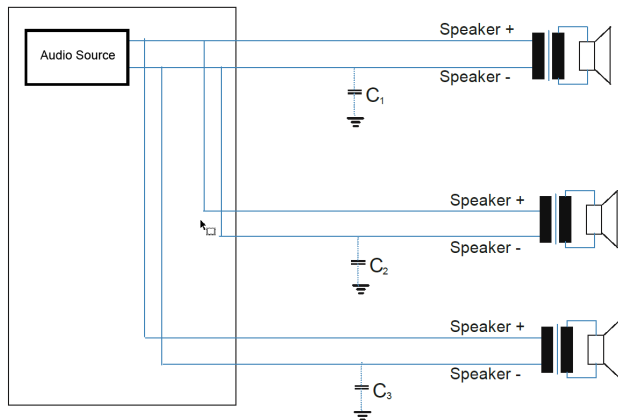 Speaker +
Audio Source
Speaker -
C1
Speaker +
Speaker -
C2
Speaker +
Speaker -
C3